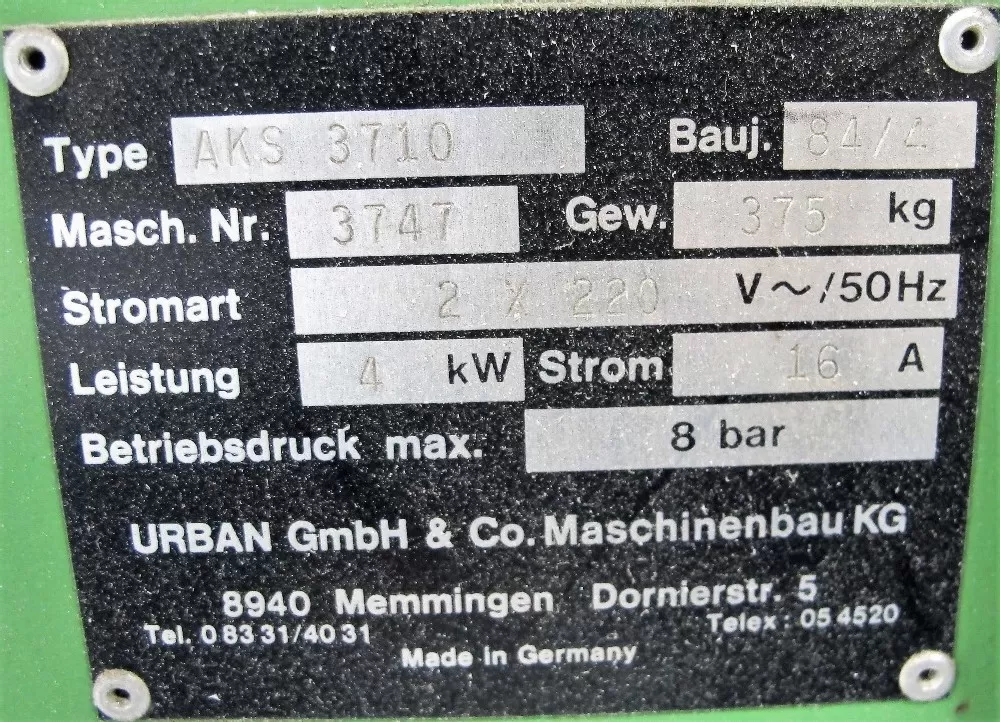 Type AKS 3710 Bauj. 84/4
Masch. Nr. 3747 Gew. 375 kg
Stromart 2 X 220 V~/50Hz
Leistung 4 kW Strom 16 A
Betriebsdruck max. 8 bar
URBAN GmbH & Co. Maschinenbau KG
8940 Memmingen Dornierstr. 5
Tel. 0 83 31/40 31 Telex: 05 4520
Made in Germany